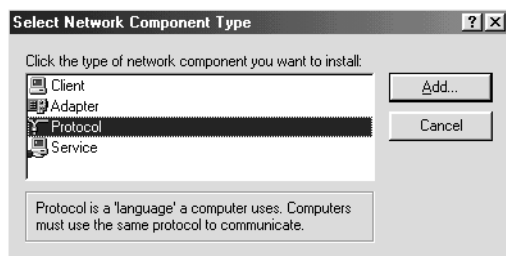 Select Network Component Type
Click the type of network component you want to install:
Client
Adapter
Protocol
Service
Add...
Cancel
Protocol is a 'language' a computer uses. Computers
must use the same protocol to communicate.